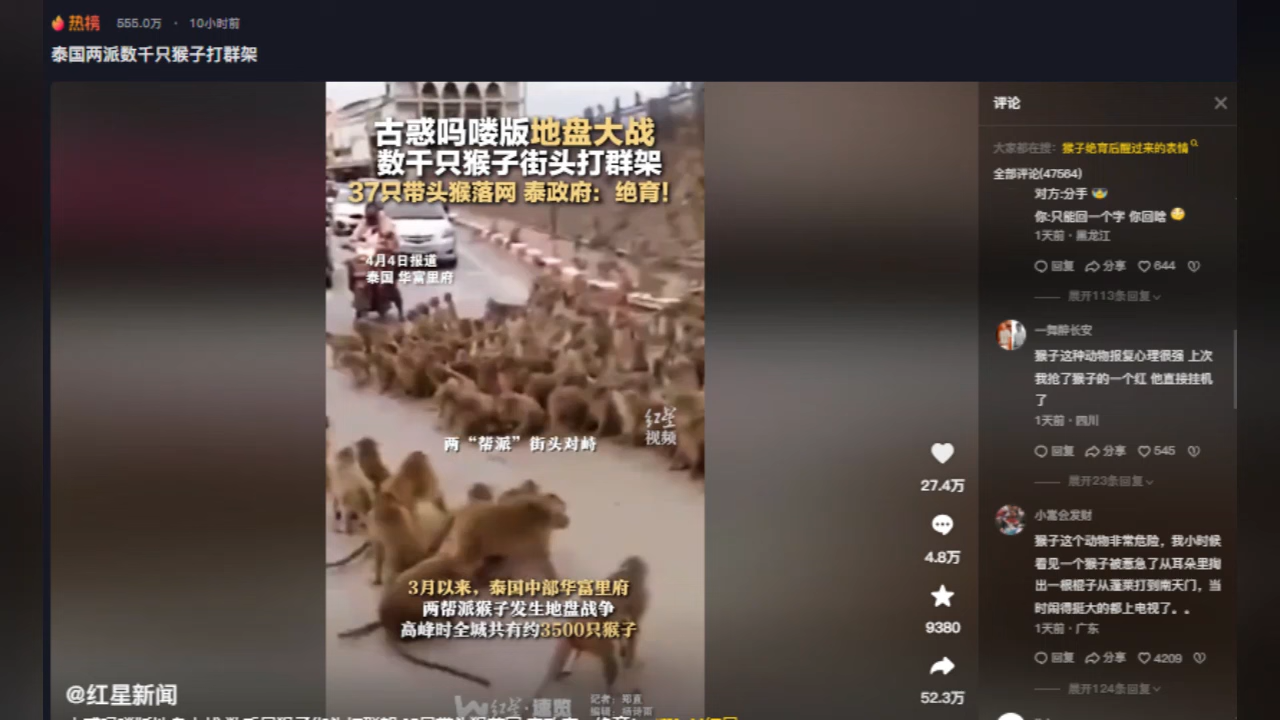 热榜 555.0万 · 10小时前
泰国两派数千只猴子打群架
古惑吗喽版地盘大战
数千只猴子街头打群架
37只带头猴落网 泰政府：绝育！
4月4日报道
泰国 华富里府
红星
视频
两“帮派”街头对峙
3月以来，泰国中部华富里府
两帮派猴子发生地盘战争
高峰时全城共有约3500只猴子
@红星新闻
27.4万
4.8万
9380
52.3万
评论
大家都在搜：猴子绝育后醒过来的表情
全部评论(47564)
对方:分手
你:只能回一个字 你回啥
1天前 · 黑龙江
回复 分享 644
展开113条回复
一舞醉长安
猴子这种动物报复心理很强 上次
我抢了猴子的一个红 他直接挂机
了
1天前 · 四川
回复 分享 545
展开23条回复
小富会发财
猴子这个动物非常危险，我小时候
看见一个猴子被惹急了从耳朵里掏
出一根棍子从蓬莱打到南天门，当
时闹得挺大的都上电视了。。
1天前 · 广东
回复 分享 4209
展开124条回复